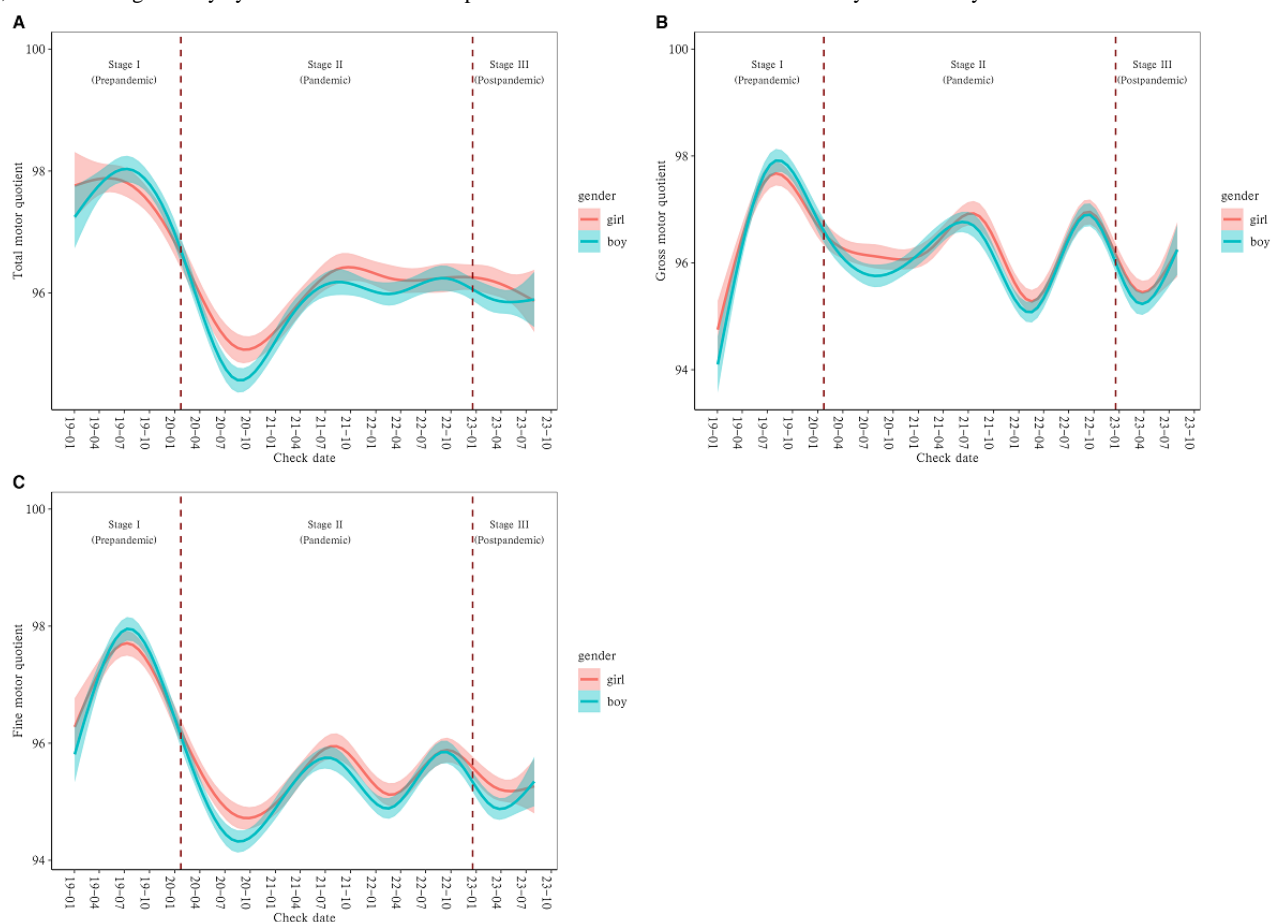 A
100
98
96
Total motor quotient
Stage I
(Prepandemic)
Stage II
(Pandemic)
Stage III
(Postpandemic)
gender
girl
boy
19-01
19-04
19-07
19-10
20-01
20-04
20-07
20-10
21-01
21-04
21-07
21-10
22-01
22-04
22-07
22-10
23-01
23-04
23-07
23-10
Check date
B
100
98
96
94
Gross motor quotient
Stage I
(Prepandemic)
Stage II
(Pandemic)
Stage III
(Postpandemic)
gender
girl
boy
19-01
19-04
19-07
19-10
20-01
20-04
20-07
20-10
21-01
21-04
21-07
21-10
22-01
22-04
22-07
22-10
23-01
23-04
23-07
23-10
Check date
C
100
98
96
94
Fine motor quotient
Stage I
(Prepandemic)
Stage II
(Pandemic)
Stage III
(Postpandemic)
gender
girl
boy
19-01
19-04
19-07
19-10
20-01
20-04
20-07
20-10
21-01
21-04
21-07
21-10
22-01
22-04
22-07
22-10
23-01
23-04
23-07
23-10
Check date